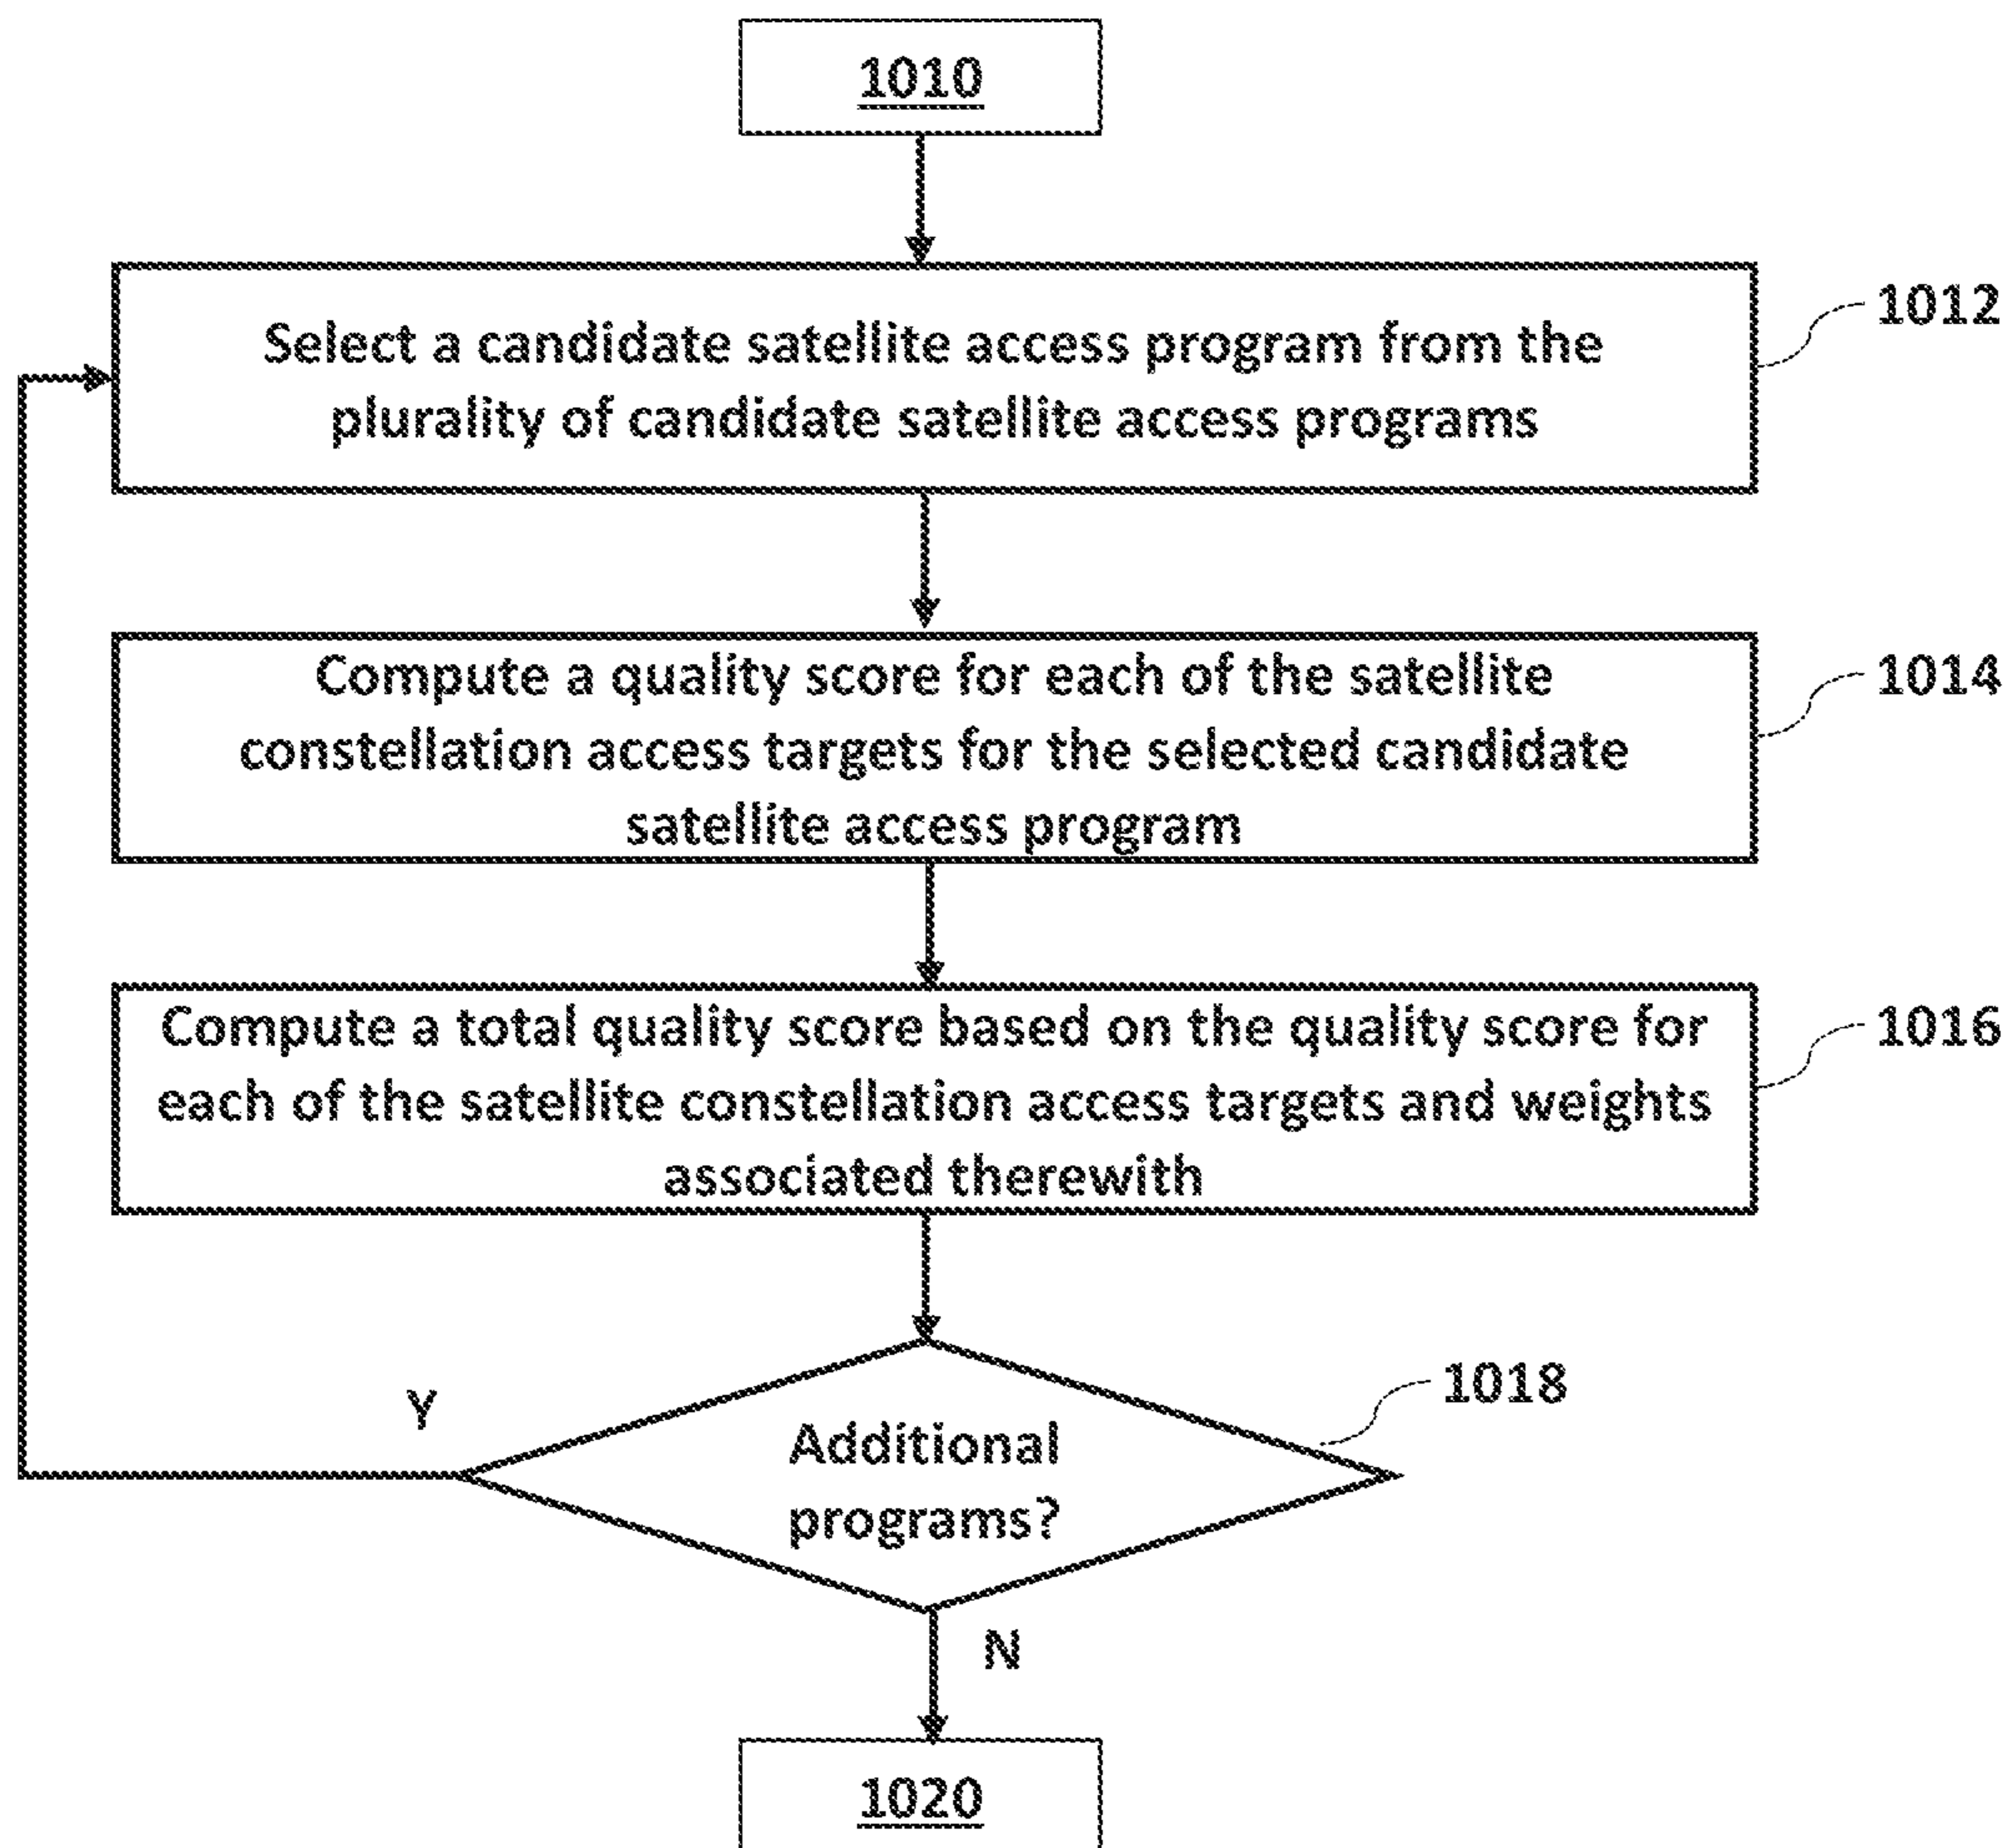 1010
Select a candidate satellite access program from the
plurality of candidate satellite access programs
1012
Compute a quality score for each of the satellite
constellation access targets for the selected candidate
satellite access program
1014
Compute a total quality score based on the quality score for
each of the satellite constellation access targets and weights
associated therewith
1016
Additional
programs?
1018
Y
N
1020